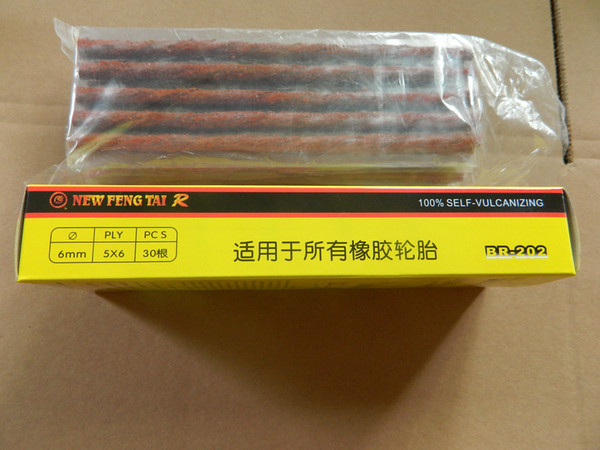 NEW FENG TAI R
100% SELF-VULCANIZING
Ø PLY PCS
6mm 5X6 30根
适用于所有橡胶轮胎
BR-202